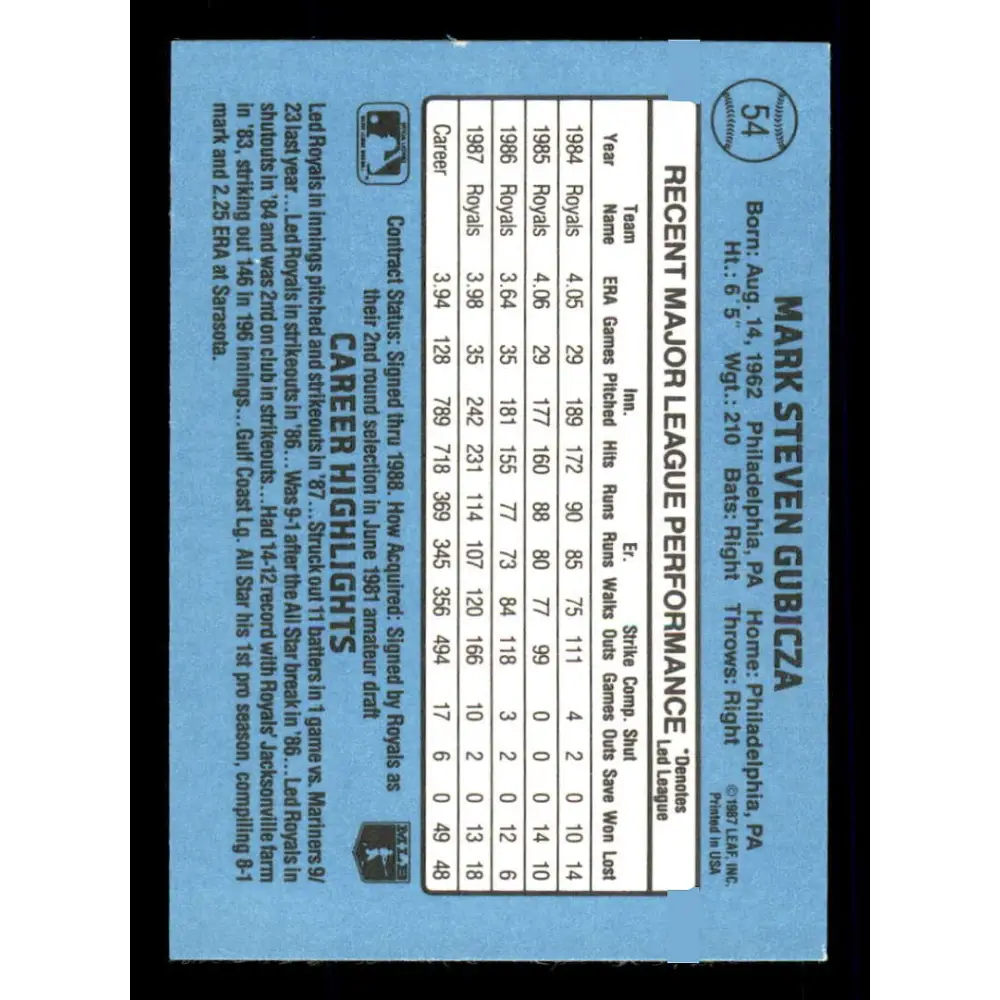 54
MARK STEVEN GUBICZA
Born: Aug. 14, 1962 Philadelphia, PA Home: Philadelphia, PA
Ht.: 6'5" Wgt.: 210 Bats: Right Throws: Right
© 1987 LEAF, INC.
Printed in USA
RECENT MAJOR LEAGUE PERFORMANCE
*Denotes
Led League
Team Inn. Er. Strike Comp. Shut
Year Name ERA Games Pitched Hits Runs Runs Walks Outs Games Outs Save Won Lost
1984 Royals 4.05 29 189 172 90 85 75 111 4 2 0 10 14
1985 Royals 4.06 29 177 160 88 80 77 99 0 0 0 14 10
1986 Royals 3.64 35 181 155 77 73 84 118 3 2 0 12 6
1987 Royals 3.98 35 242 231 114 107 120 166 10 2 0 13 18
Career 3.94 128 789 718 369 345 356 494 17 6 0 49 48
Contract Status: Signed thru 1988. How Acquired: Signed by Royals as
their 2nd round selection in June 1981 amateur draft
MLB
CAREER HIGHLIGHTS
Led Royals in innings pitched and strikeouts in '87...Struck out 11 batters in 1 game vs. Mariners 9/
23 last year...Led Royals in strikeouts in '86...Was 9-1 after the All Star break in '86...Led Royals in
shutouts in '84 and was 2nd on club in strikeouts...Had 14-12 record with Royals' Jacksonville farm
in '83, striking out 146 in 196 innings...Gulf Coast Lg. All Star his 1st pro season, compiling 8-1
mark and 2.25 ERA at Sarasota.